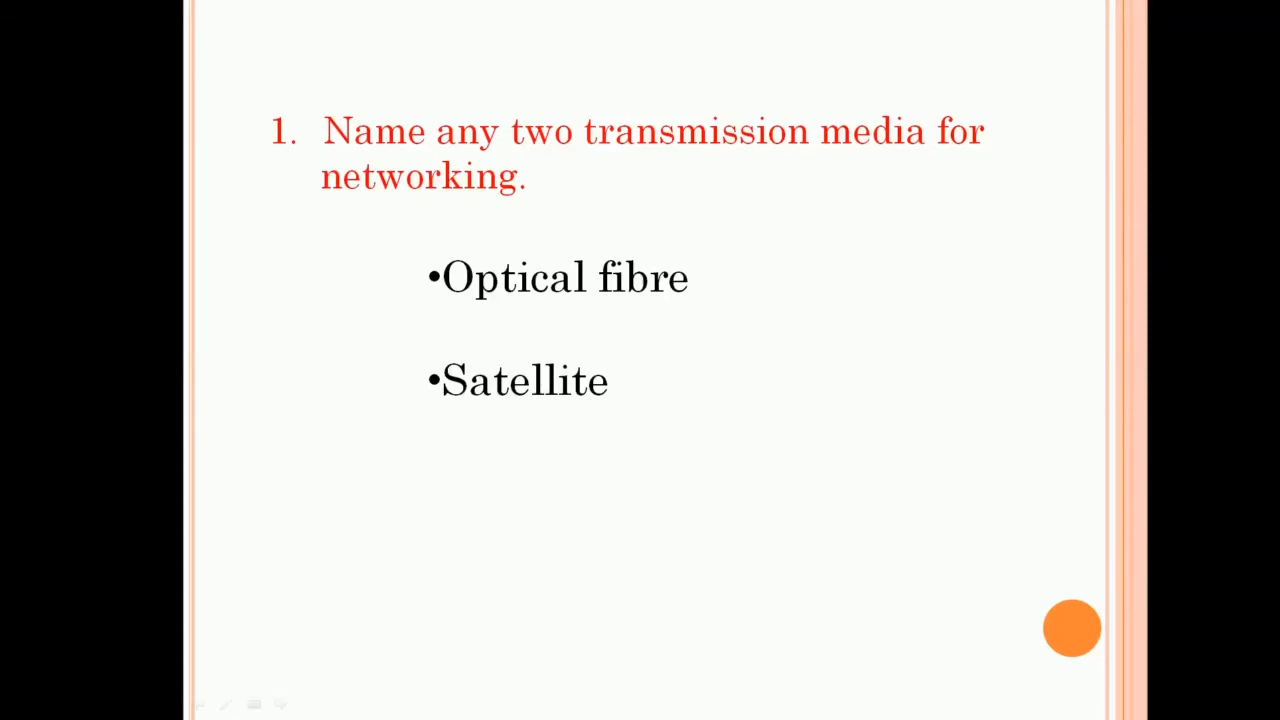 1. Name any two transmission media for
networking.
•Optical fibre
•Satellite